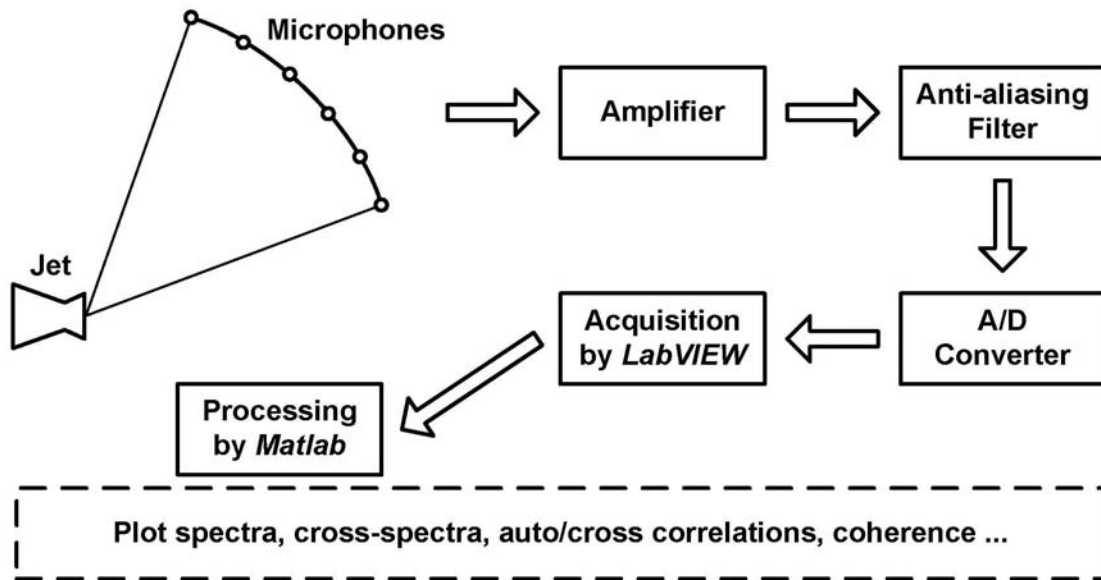 Microphones
Amplifier
Anti-aliasing
Filter
Jet
Acquisition
by LabVIEW
A/D
Converter
Processing
by Matlab
Plot spectra, cross-spectra, auto/cross correlations, coherence ...